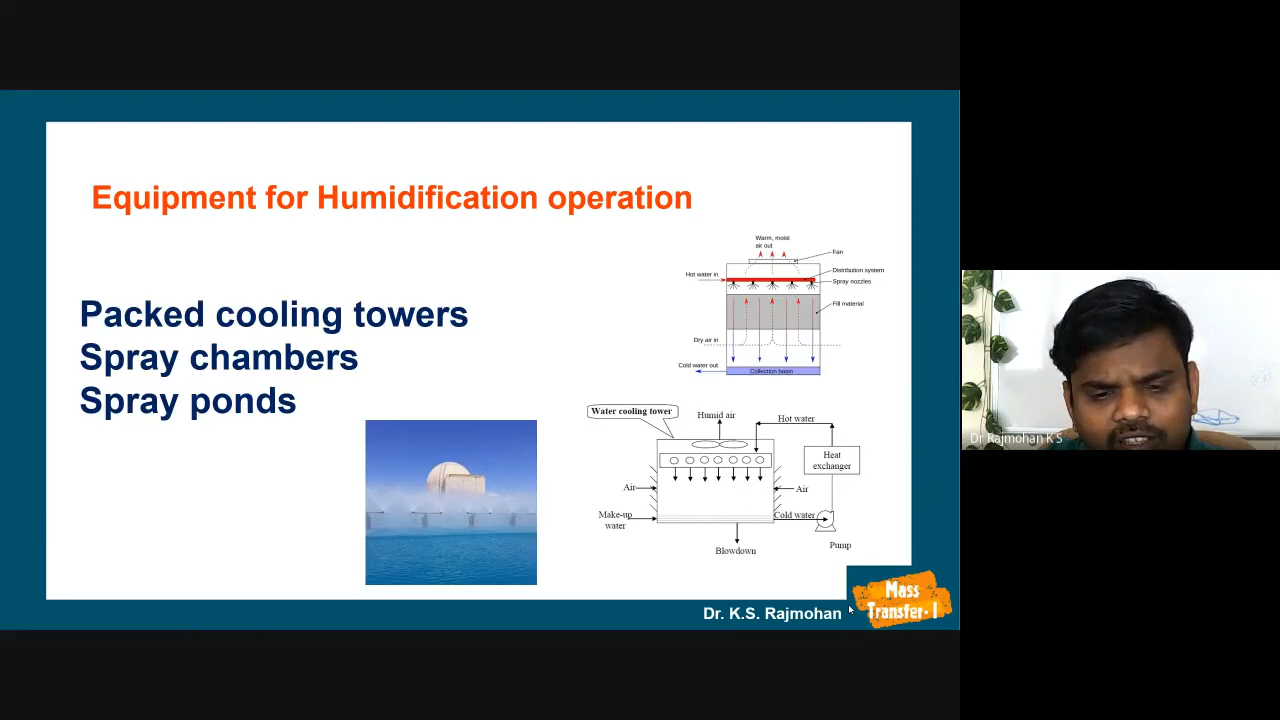 Equipment for Humidification operation
Packed cooling towers
Spray chambers
Spray ponds
Warm, moist
air out
Fan
Hot water in
Distribution system
Spray nozzles
Fill material
Dry air in
Cold water out
Collection basin
Water cooling tower
Humid air
Hot water
Heat
exchanger
Air
Air
Make-up
water
Cold water
Pump
Blowdown
Dr. K.S. Rajmohan
Mass
Transfer- I
Dr Rajmohan K S